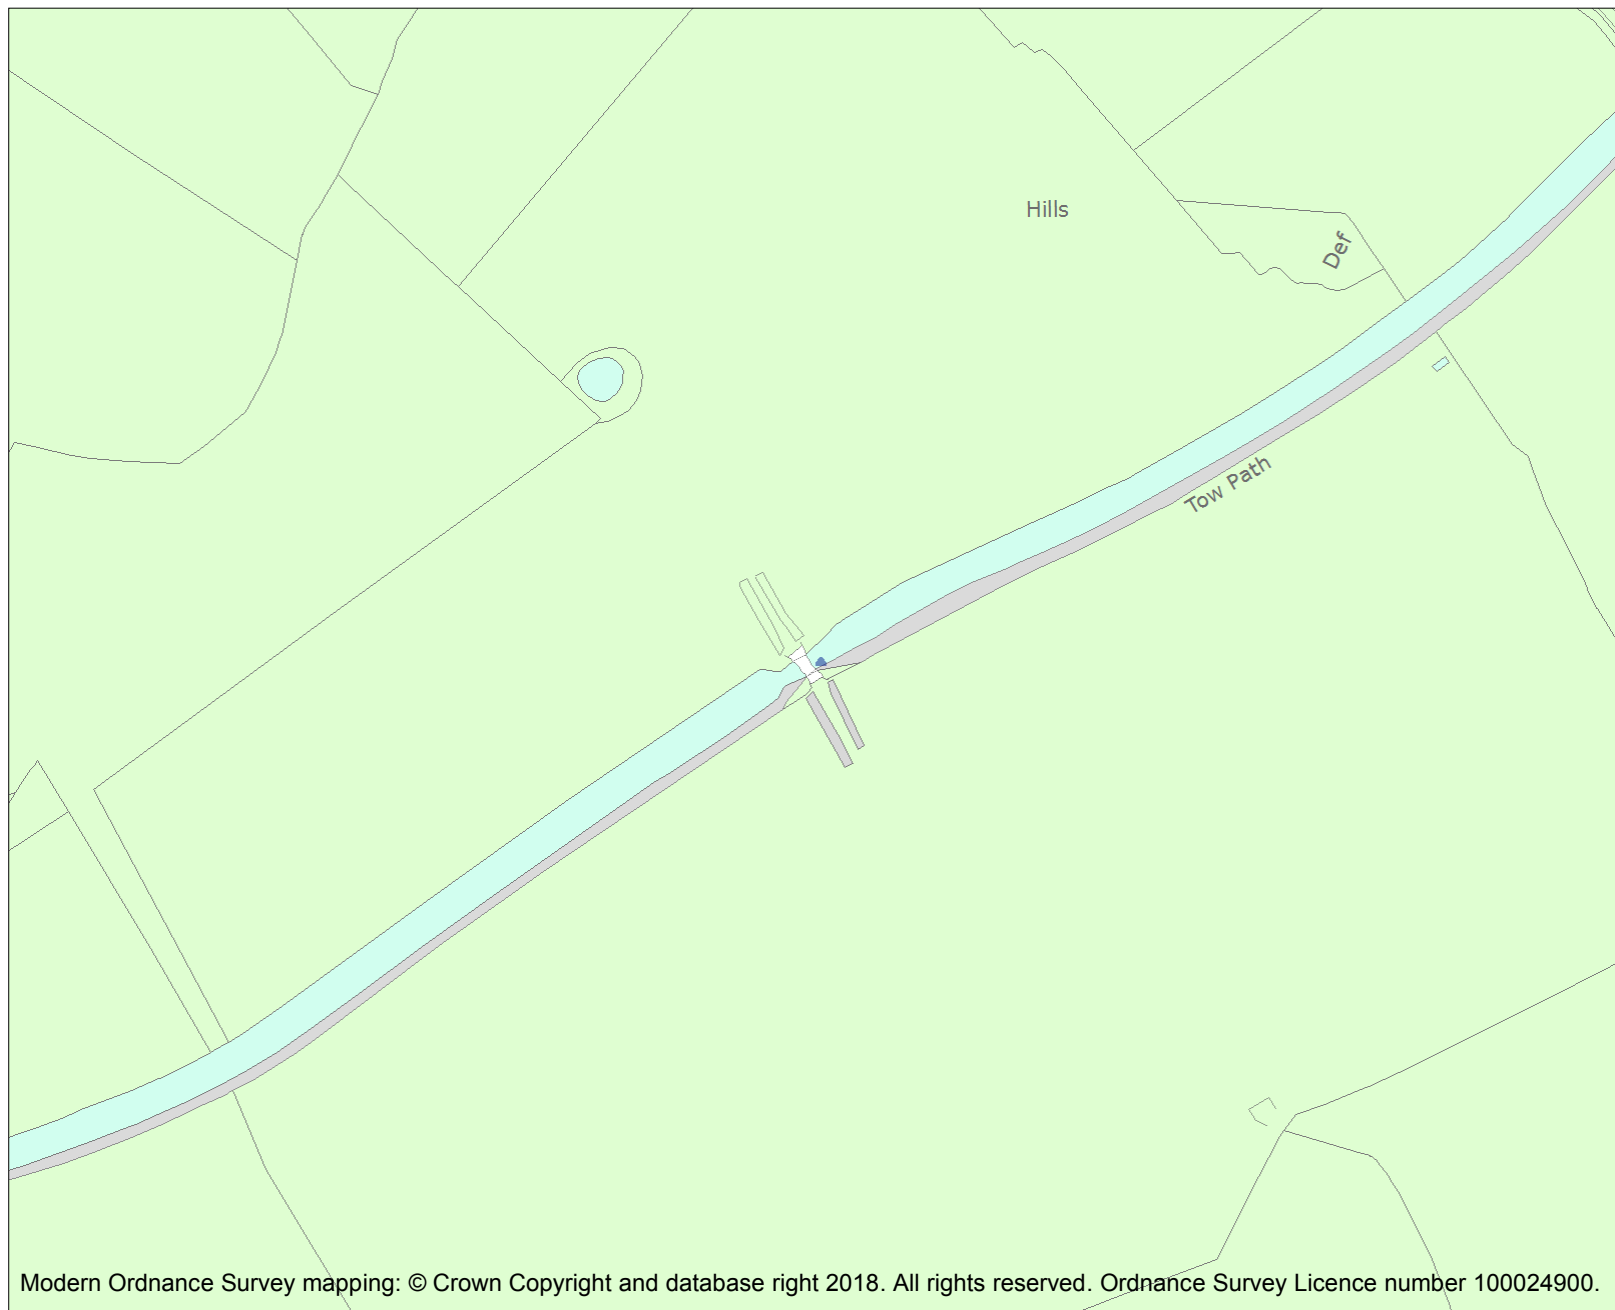 Hills
Def
Tow Path
Modern Ordnance Survey mapping: © Crown Copyright and database right 2018. All rights reserved. Ordnance Survey Licence number 100024900.